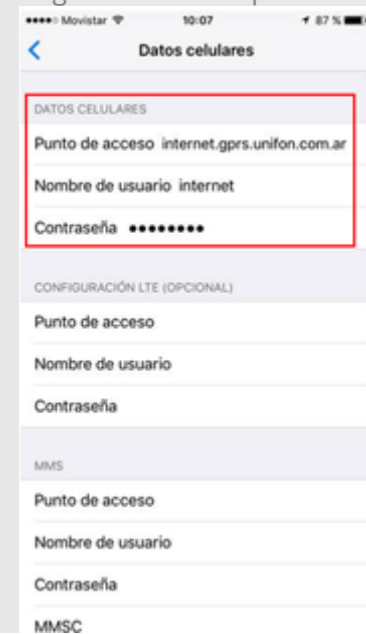 Movistar 10:07 87 %
Datos celulares
DATOS CELULARES
Punto de acceso internet.gprs.unifon.com.ar
Nombre de usuario internet
Contraseña ●●●●●●●●
CONFIGURACIÓN LTE (OPCIONAL)
Punto de acceso
Nombre de usuario
Contraseña
MMS
Punto de acceso
Nombre de usuario
Contraseña
MMSC